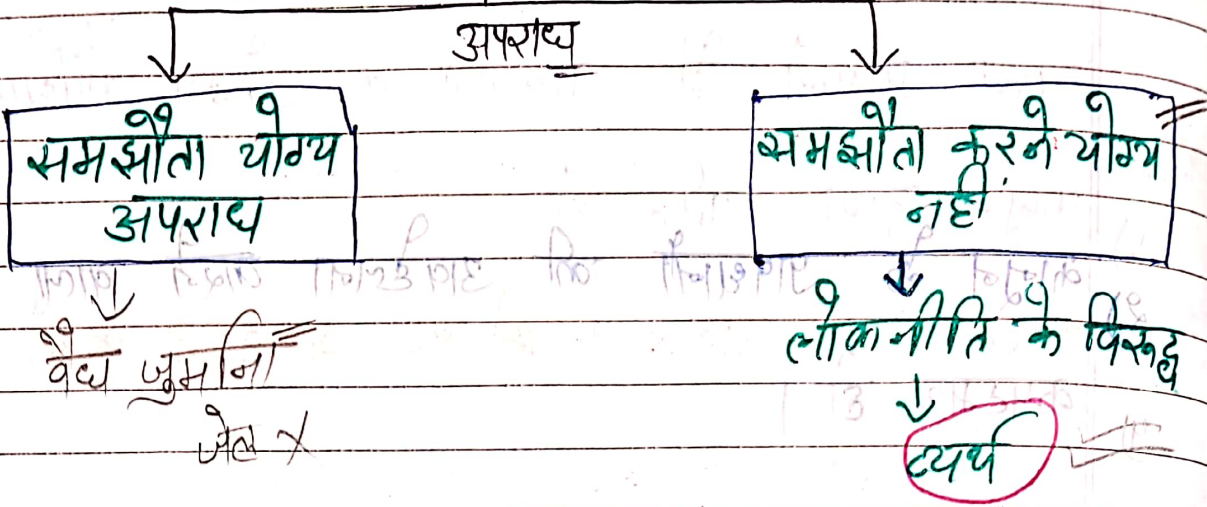 अपराध
समझौता योग्य
अपराध
समझौता करने योग्य
नहीं
वैध जुर्माना
जेल X
लोकनीति के विरूद्ध
व्यर्थ